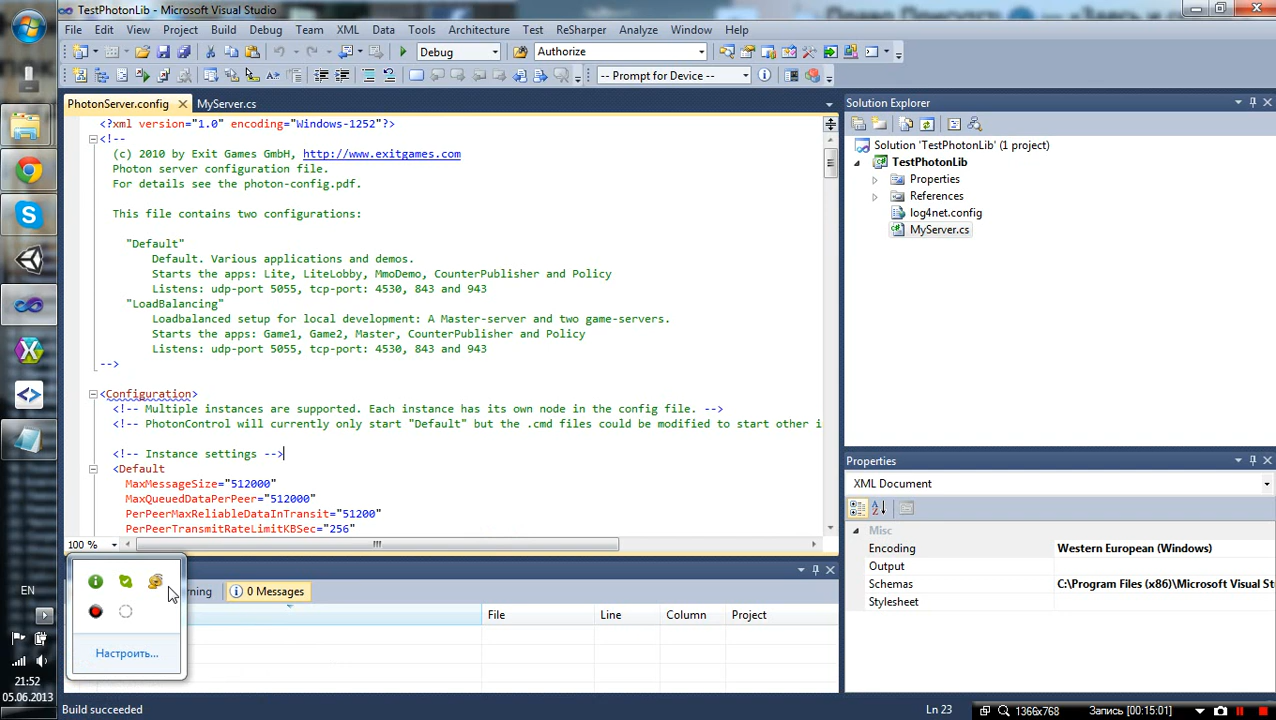 TestPhotonLib - Microsoft Visual Studio
File Edit View Project Build Debug Team XML Data Tools Architecture Test ReSharper Analyze Window Help
Debug Authorize
-- Prompt for Device --
PhotonServer.config MyServer.cs
<?xml version="1.0" encoding="Windows-1252"?>
<!--
(c) 2010 by Exit Games GmbH, http://www.exitgames.com
Photon server configuration file.
For details see the photon-config.pdf.
This file contains two configurations:
"Default"
Default. Various applications and demos.
Starts the apps: Lite, LiteLobby, MmoDemo, CounterPublisher and Policy
Listens: udp-port 5055, tcp-port: 4530, 843 and 943
"LoadBalancing"
Loadbalanced setup for local development: A Master-server and two game-servers.
Starts the apps: Game1, Game2, Master, CounterPublisher and Policy
Listens: udp-port 5055, tcp-port: 4530, 843 and 943
-->
<Configuration>
<!-- Multiple instances are supported. Each instance has its own node in the config file. -->
<!-- PhotonControl will currently only start "Default" but the .cmd files could be modified to start other i
<!-- Instance settings -->
<Default
MaxMessageSize="512000"
MaxQueuedDataPerPeer="512000"
PerPeerMaxReliableDataInTransit="51200"
PerPeerTransmitRateLimitKBSec="256"
100 %
Solution Explorer
Solution 'TestPhotonLib' (1 project)
TestPhotonLib
Properties
References
log4net.config
MyServer.cs
Properties
XML Document
Misc
Encoding Western European (Windows)
Output
Schemas C:\Program Files (x86)\Microsoft Visual Stu
Stylesheet
rning 0 Messages
File Line Column Project
Настроить...
EN
21:52
05.06.2013
Build succeeded
Ln 23
1366x768 Запись [00:15:01]